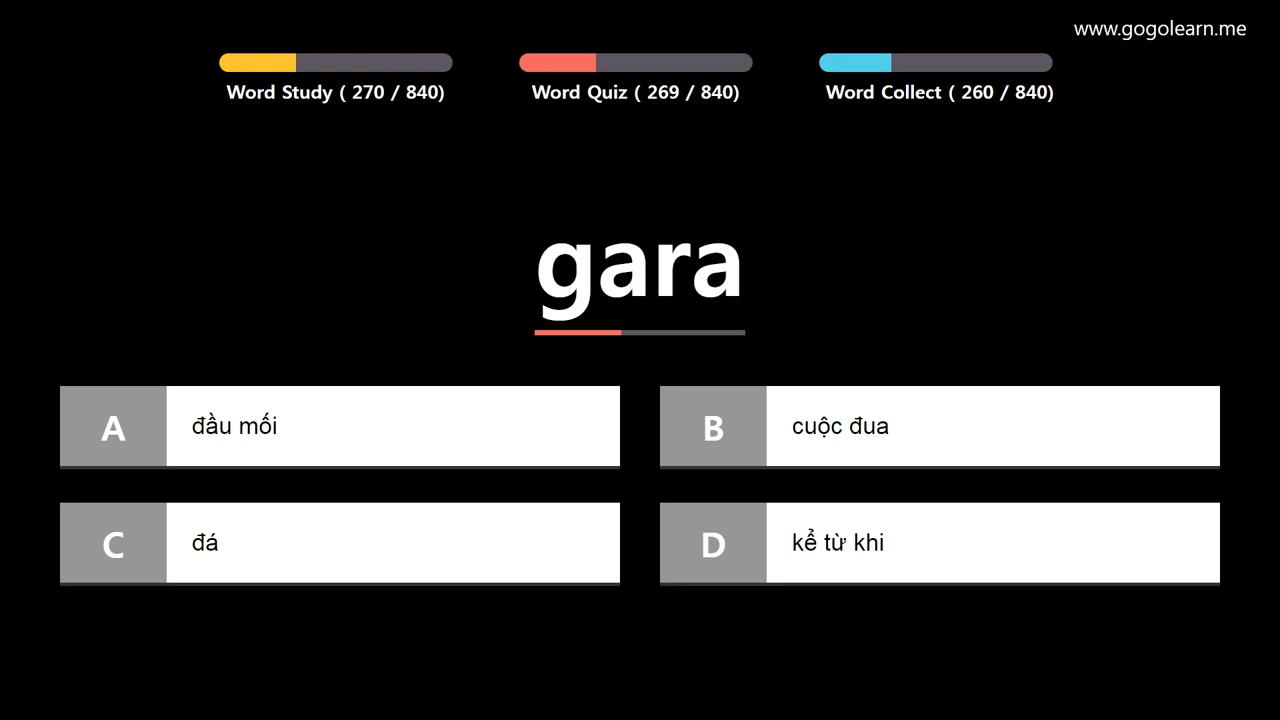 www.gogolearn.me
Word Study ( 270 / 840)
Word Quiz ( 269 / 840)
Word Collect ( 260 / 840)
gara
A đầu mối
B cuộc đua
C đá
D kể từ khi